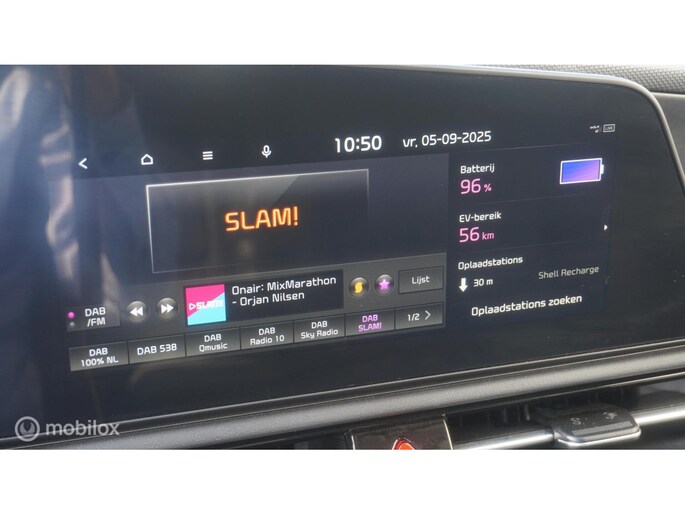 10:50
vr, 05-09-2025
LIVE
SLAM!
Batterij
96 %
EV-bereik
56 km
Oplaadstations
30 m
Shell Recharge
Oplaadstations zoeken
DAB
/FM
SLAM!
Onair: MixMarathon
- Orjan Nilsen
Lijst
DAB
100% NL
DAB 538
DAB
Qmusic
DAB
Radio 10
DAB
Sky Radio
DAB
SLAM!
1/2
mobilox